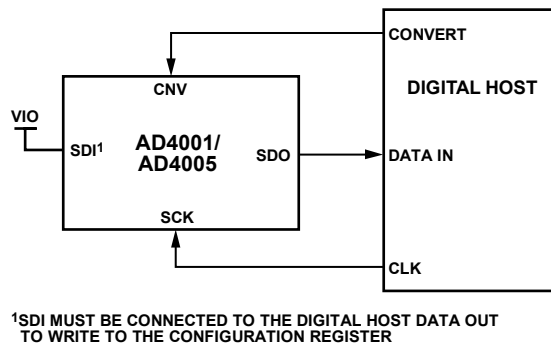 CONVERT
CNV
DIGITAL HOST
VIO
SDI¹
AD4001/
AD4005
SDO
DATA IN
SCK
CLK
¹SDI MUST BE CONNECTED TO THE DIGITAL HOST DATA OUT
TO WRITE TO THE CONFIGURATION REGISTER